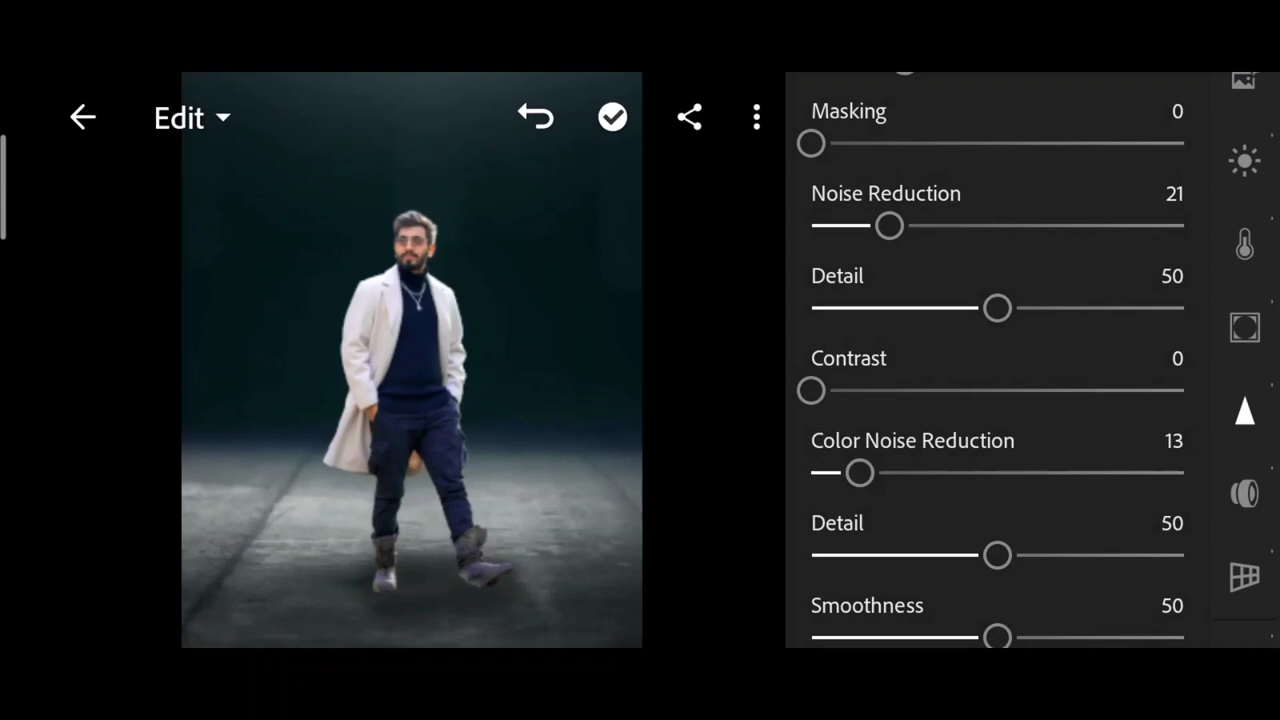 Edit
Masking 0
Noise Reduction 21
Detail 50
Contrast 0
Color Noise Reduction 13
Detail 50
Smoothness 50